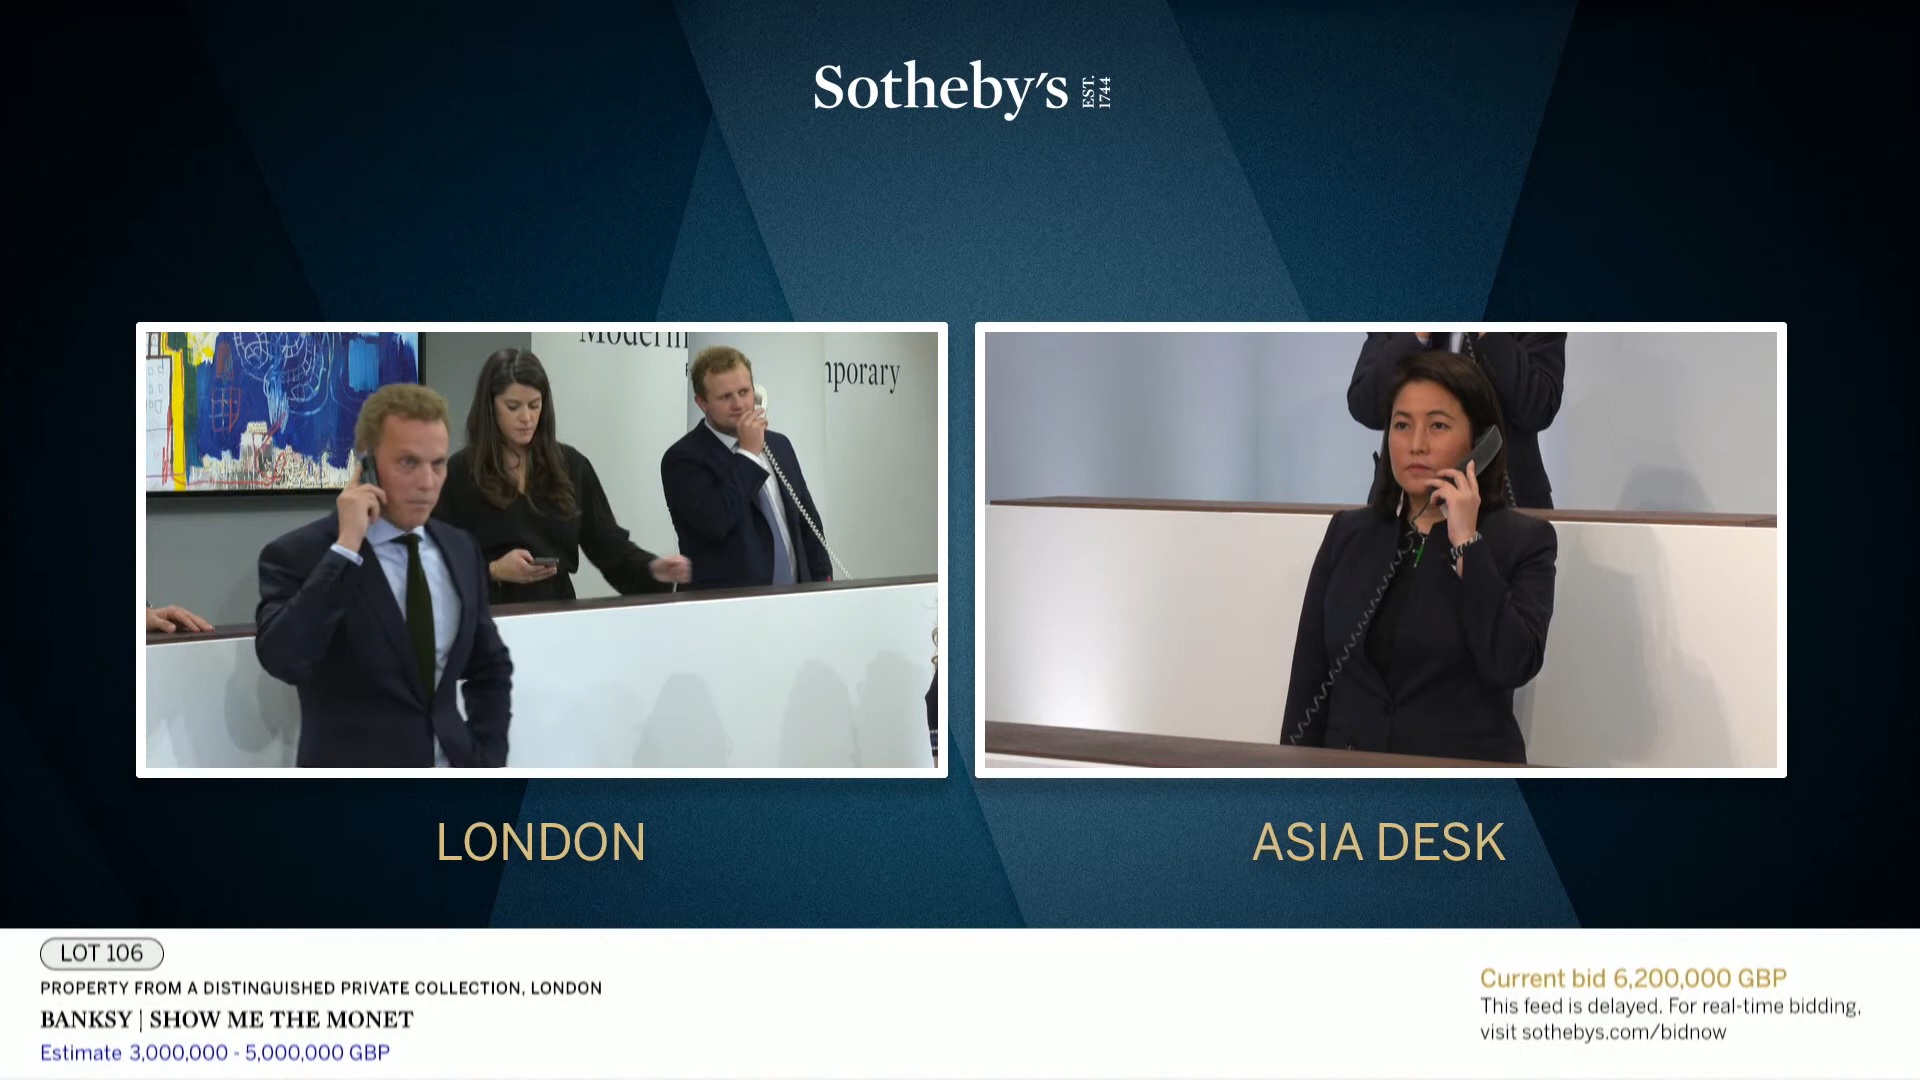 Sotheby's EST. 1744
Modern
mporary
LONDON
ASIA DESK
LOT 106
PROPERTY FROM A DISTINGUISHED PRIVATE COLLECTION, LONDON
BANKSY | SHOW ME THE MONET
Estimate 3,000,000 - 5,000,000 GBP
Current bid 6,200,000 GBP
This feed is delayed. For real-time bidding,
visit sothebys.com/bidnow